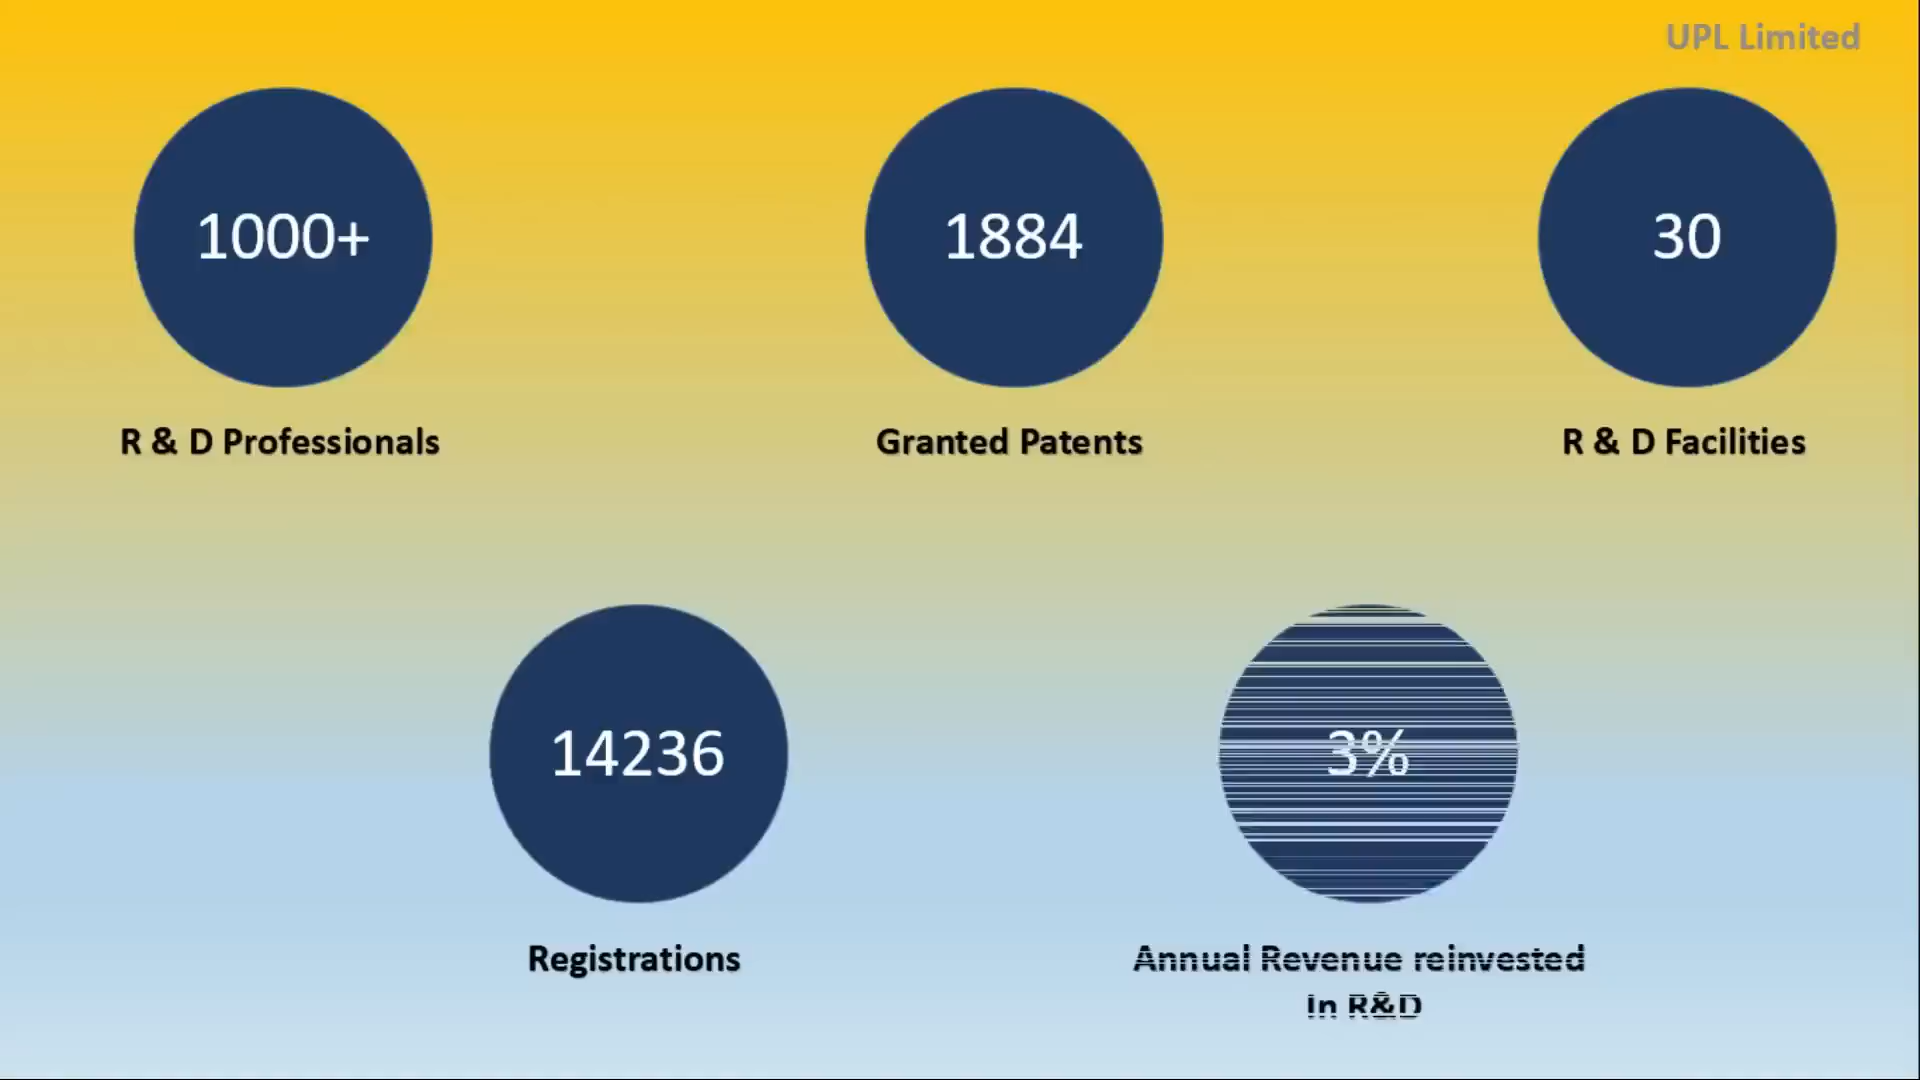 UPL Limited
1000+
1884
30
R & D Professionals
Granted Patents
R & D Facilities
14236
3%
Registrations
Annual Revenue reinvested
in R&D